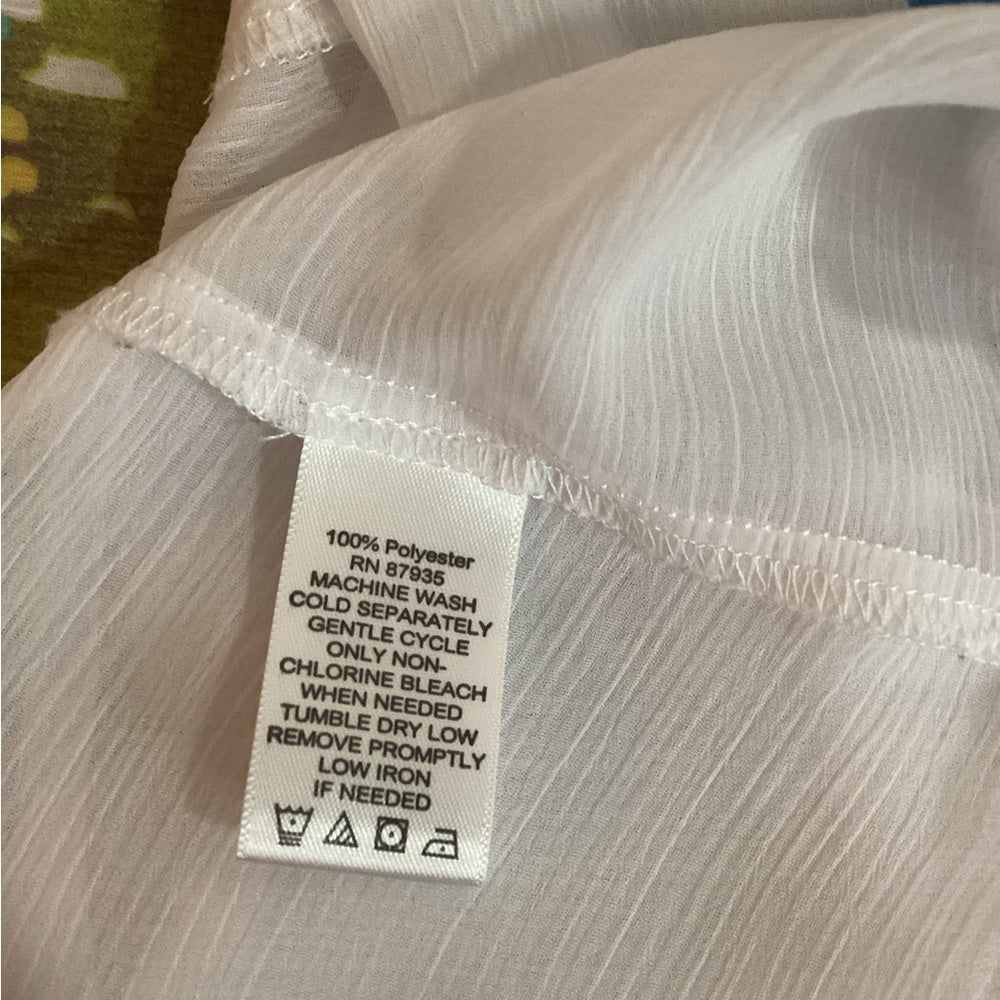 100% Polyester
RN 87935
MACHINE WASH
COLD SEPARATELY
GENTLE CYCLE
ONLY NON-
CHLORINE BLEACH
WHEN NEEDED
TUMBLE DRY LOW
REMOVE PROMPTLY
LOW IRON
IF NEEDED